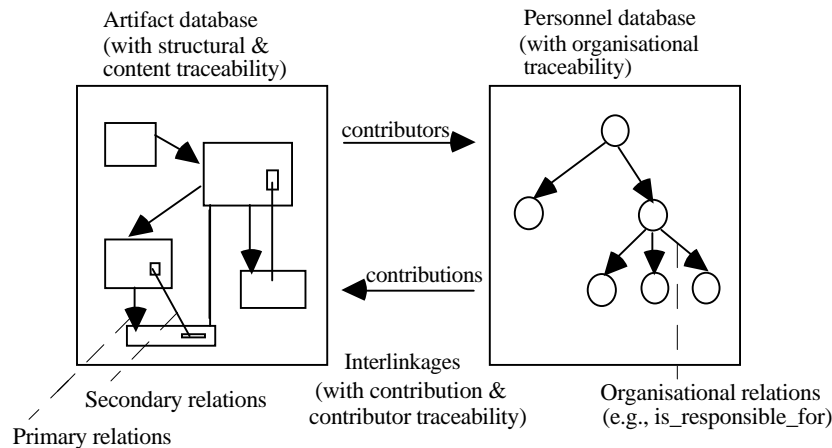 Artifact database
(with structural &
content traceability)
Personnel database
(with organisational
traceability)
contributors
contributions
Interlinkages
(with contribution &
contributor traceability)
Secondary relations
Primary relations
Organisational relations
(e.g., is_responsible_for)